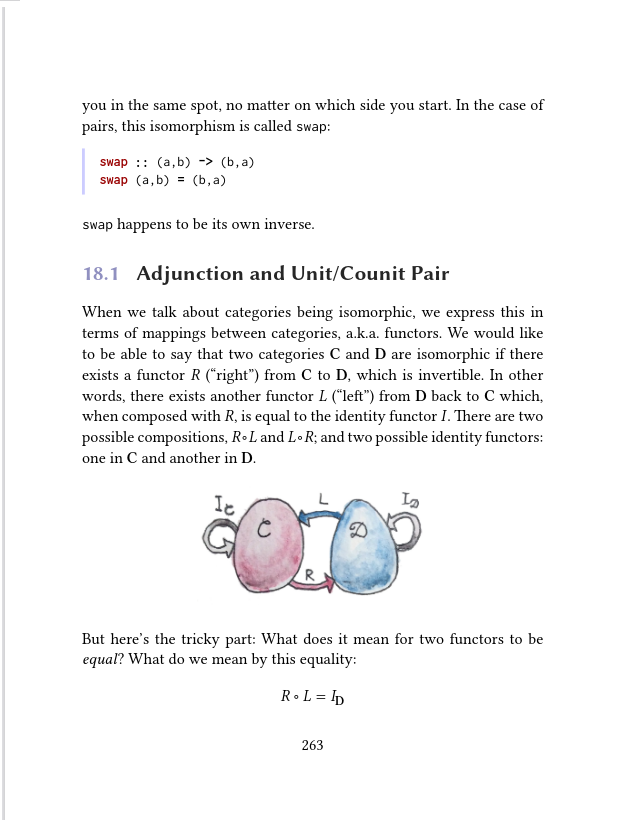 you in the same spot, no matter on which side you start. In the case of
pairs, this isomorphism is called swap:
swap :: (a,b) -> (b,a)
swap (a,b) = (b,a)
swap happens to be its own inverse.
18.1 Adjunction and Unit/Counit Pair
When we talk about categories being isomorphic, we express this in
terms of mappings between categories, a.k.a. functors. We would like
to be able to say that two categories C and D are isomorphic if there
exists a functor R (“right”) from C to D, which is invertible. In other
words, there exists another functor L (“left”) from D back to C which,
when composed with R, is equal to the identity functor I. There are two
possible compositions, R∘L and L∘R; and two possible identity functors:
one in C and another in D.
I𝒞 L I𝒟
𝒞 𝒟
R
But here’s the tricky part: What does it mean for two functors to be
equal? What do we mean by this equality:
R ∘ L = I_D
263